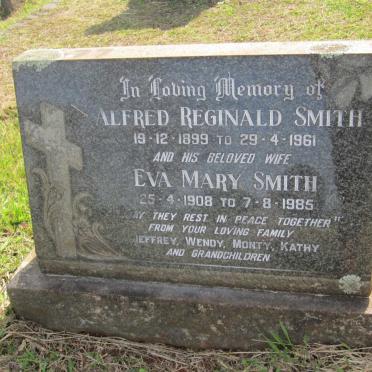 In Loving Memory of
ALFRED REGINALD SMITH
19-12-1899 TO 29-4-1961
AND HIS BELOVED WIFE
EVA MARY SMITH
25-4-1908 TO 7-8-1985
AY THEY REST IN PEACE TOGETHER"
FROM YOUR LOVING FAMILY
JEFFREY, WENDY, MONTY, KATHY
AND GRANDCHILDREN